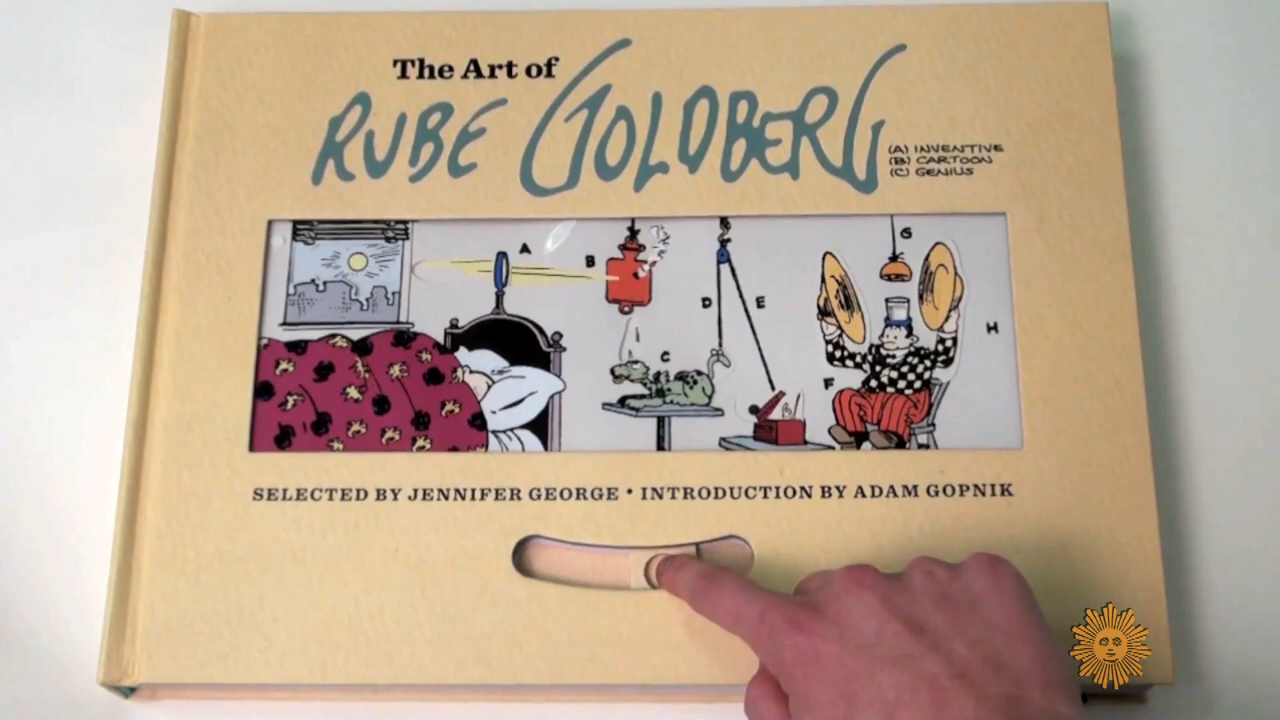 The Art of
RUBE GOLDBERG
(A) INVENTIVE
(B) CARTOON
(C) GENIUS
A
B
C
D
E
F
G
H
SELECTED BY JENNIFER GEORGE • INTRODUCTION BY ADAM GOPNIK